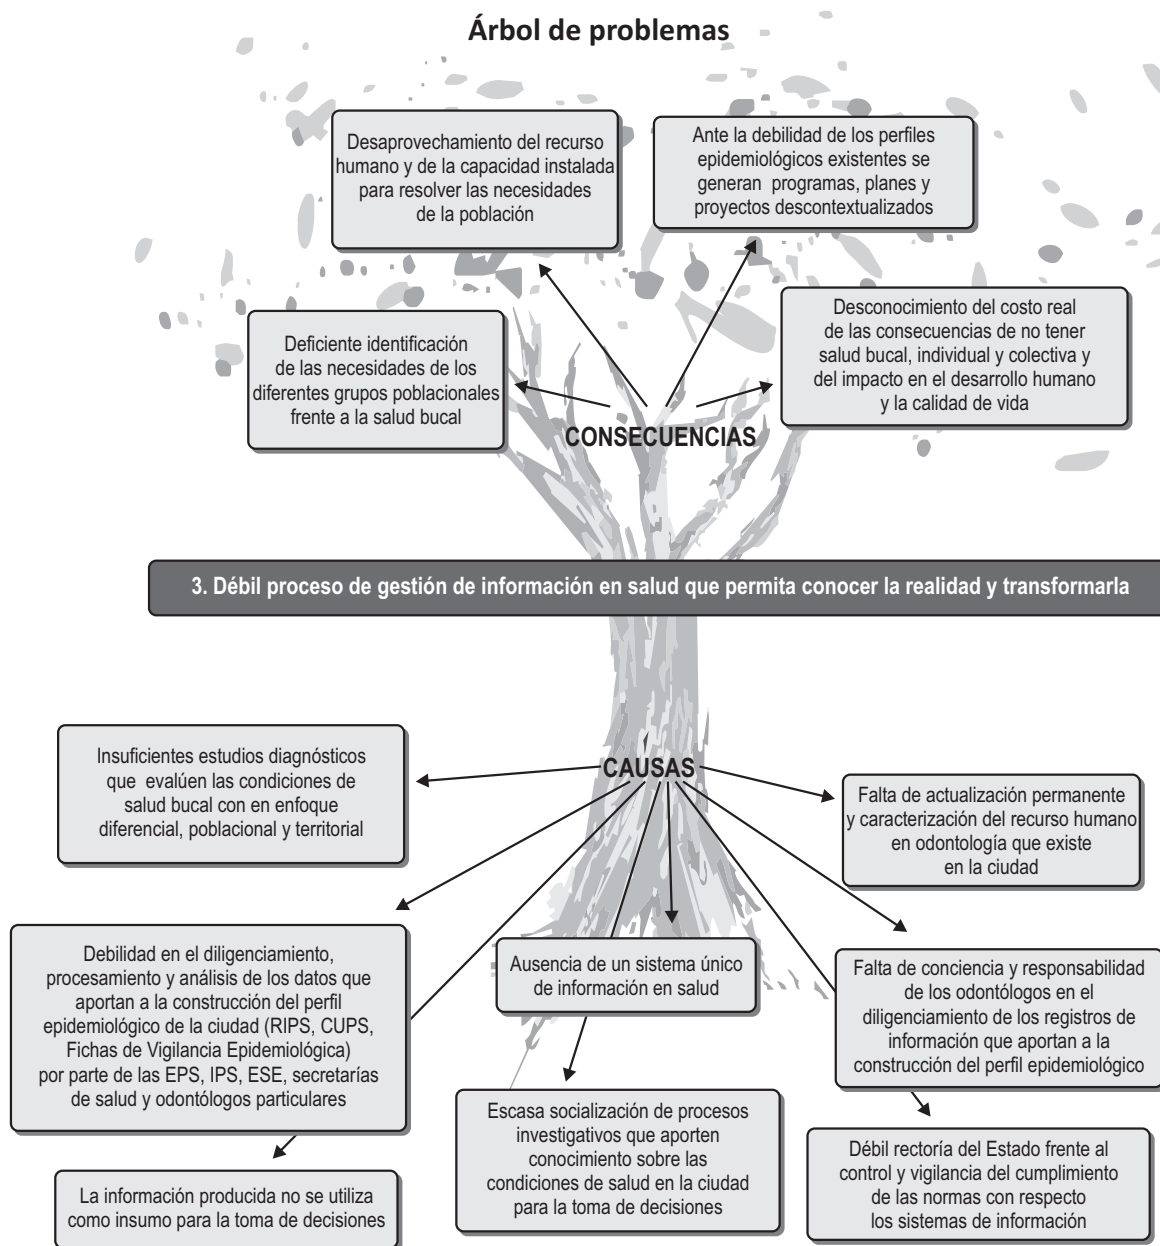 Árbol de problemas
Desaprovechamiento del recurso
humano y de la capacidad instalada
para resolver las necesidades
de la población
Ante la debilidad de los perfiles
epidemiológicos existentes se
generan programas, planes y
proyectos descontextualizados
Deficiente identificación
de las necesidades de los
diferentes grupos poblacionales
frente a la salud bucal
Desconocimiento del costo real
de las consecuencias de no tener
salud bucal, individual y colectiva y
del impacto en el desarrollo humano
y la calidad de vida
CONSECUENCIAS
3. Débil proceso de gestión de información en salud que permita conocer la realidad y transformarla
CAUSAS
Insuficientes estudios diagnósticos
que evalúen las condiciones de
salud bucal con en enfoque
diferencial, poblacional y territorial
Falta de actualización permanente
y caracterización del recurso humano
en odontología que existe
en la ciudad
Debilidad en el diligenciamiento,
procesamiento y análisis de los datos que
aportan a la construcción del perfil
epidemiológico de la ciudad (RIPS, CUPS,
Fichas de Vigilancia Epidemiológica)
por parte de las EPS, IPS, ESE, secretarías
de salud y odontólogos particulares
Ausencia de un sistema único
de información en salud
Falta de conciencia y responsabilidad
de los odontólogos en el
diligenciamiento de los registros de
información que aportan a la
construcción del perfil epidemiológico
La información producida no se utiliza
como insumo para la toma de decisiones
Escasa socialización de procesos
investigativos que aporten
conocimiento sobre las
condiciones de salud en la ciudad
para la toma de decisiones
Débil rectoría del Estado frente al
control y vigilancia del cumplimiento
de las normas con respecto
los sistemas de información